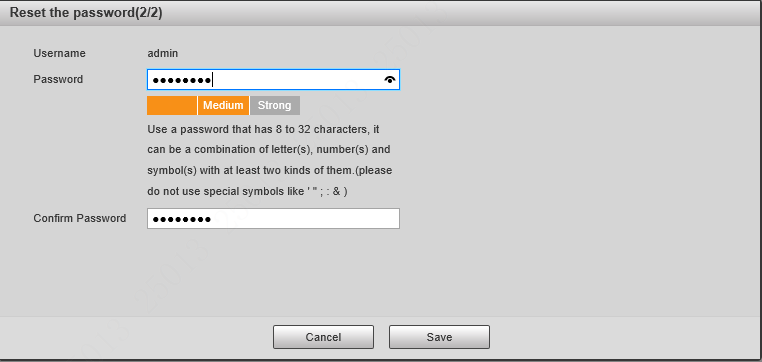 Reset the password(2/2)
Username admin
Password ●●●●●●●●
Medium Strong
Use a password that has 8 to 32 characters, it
can be a combination of letter(s), number(s) and
symbol(s) with at least two kinds of them.(please
do not use special symbols like ' " ; : & )
Confirm Password ●●●●●●●●
Cancel Save